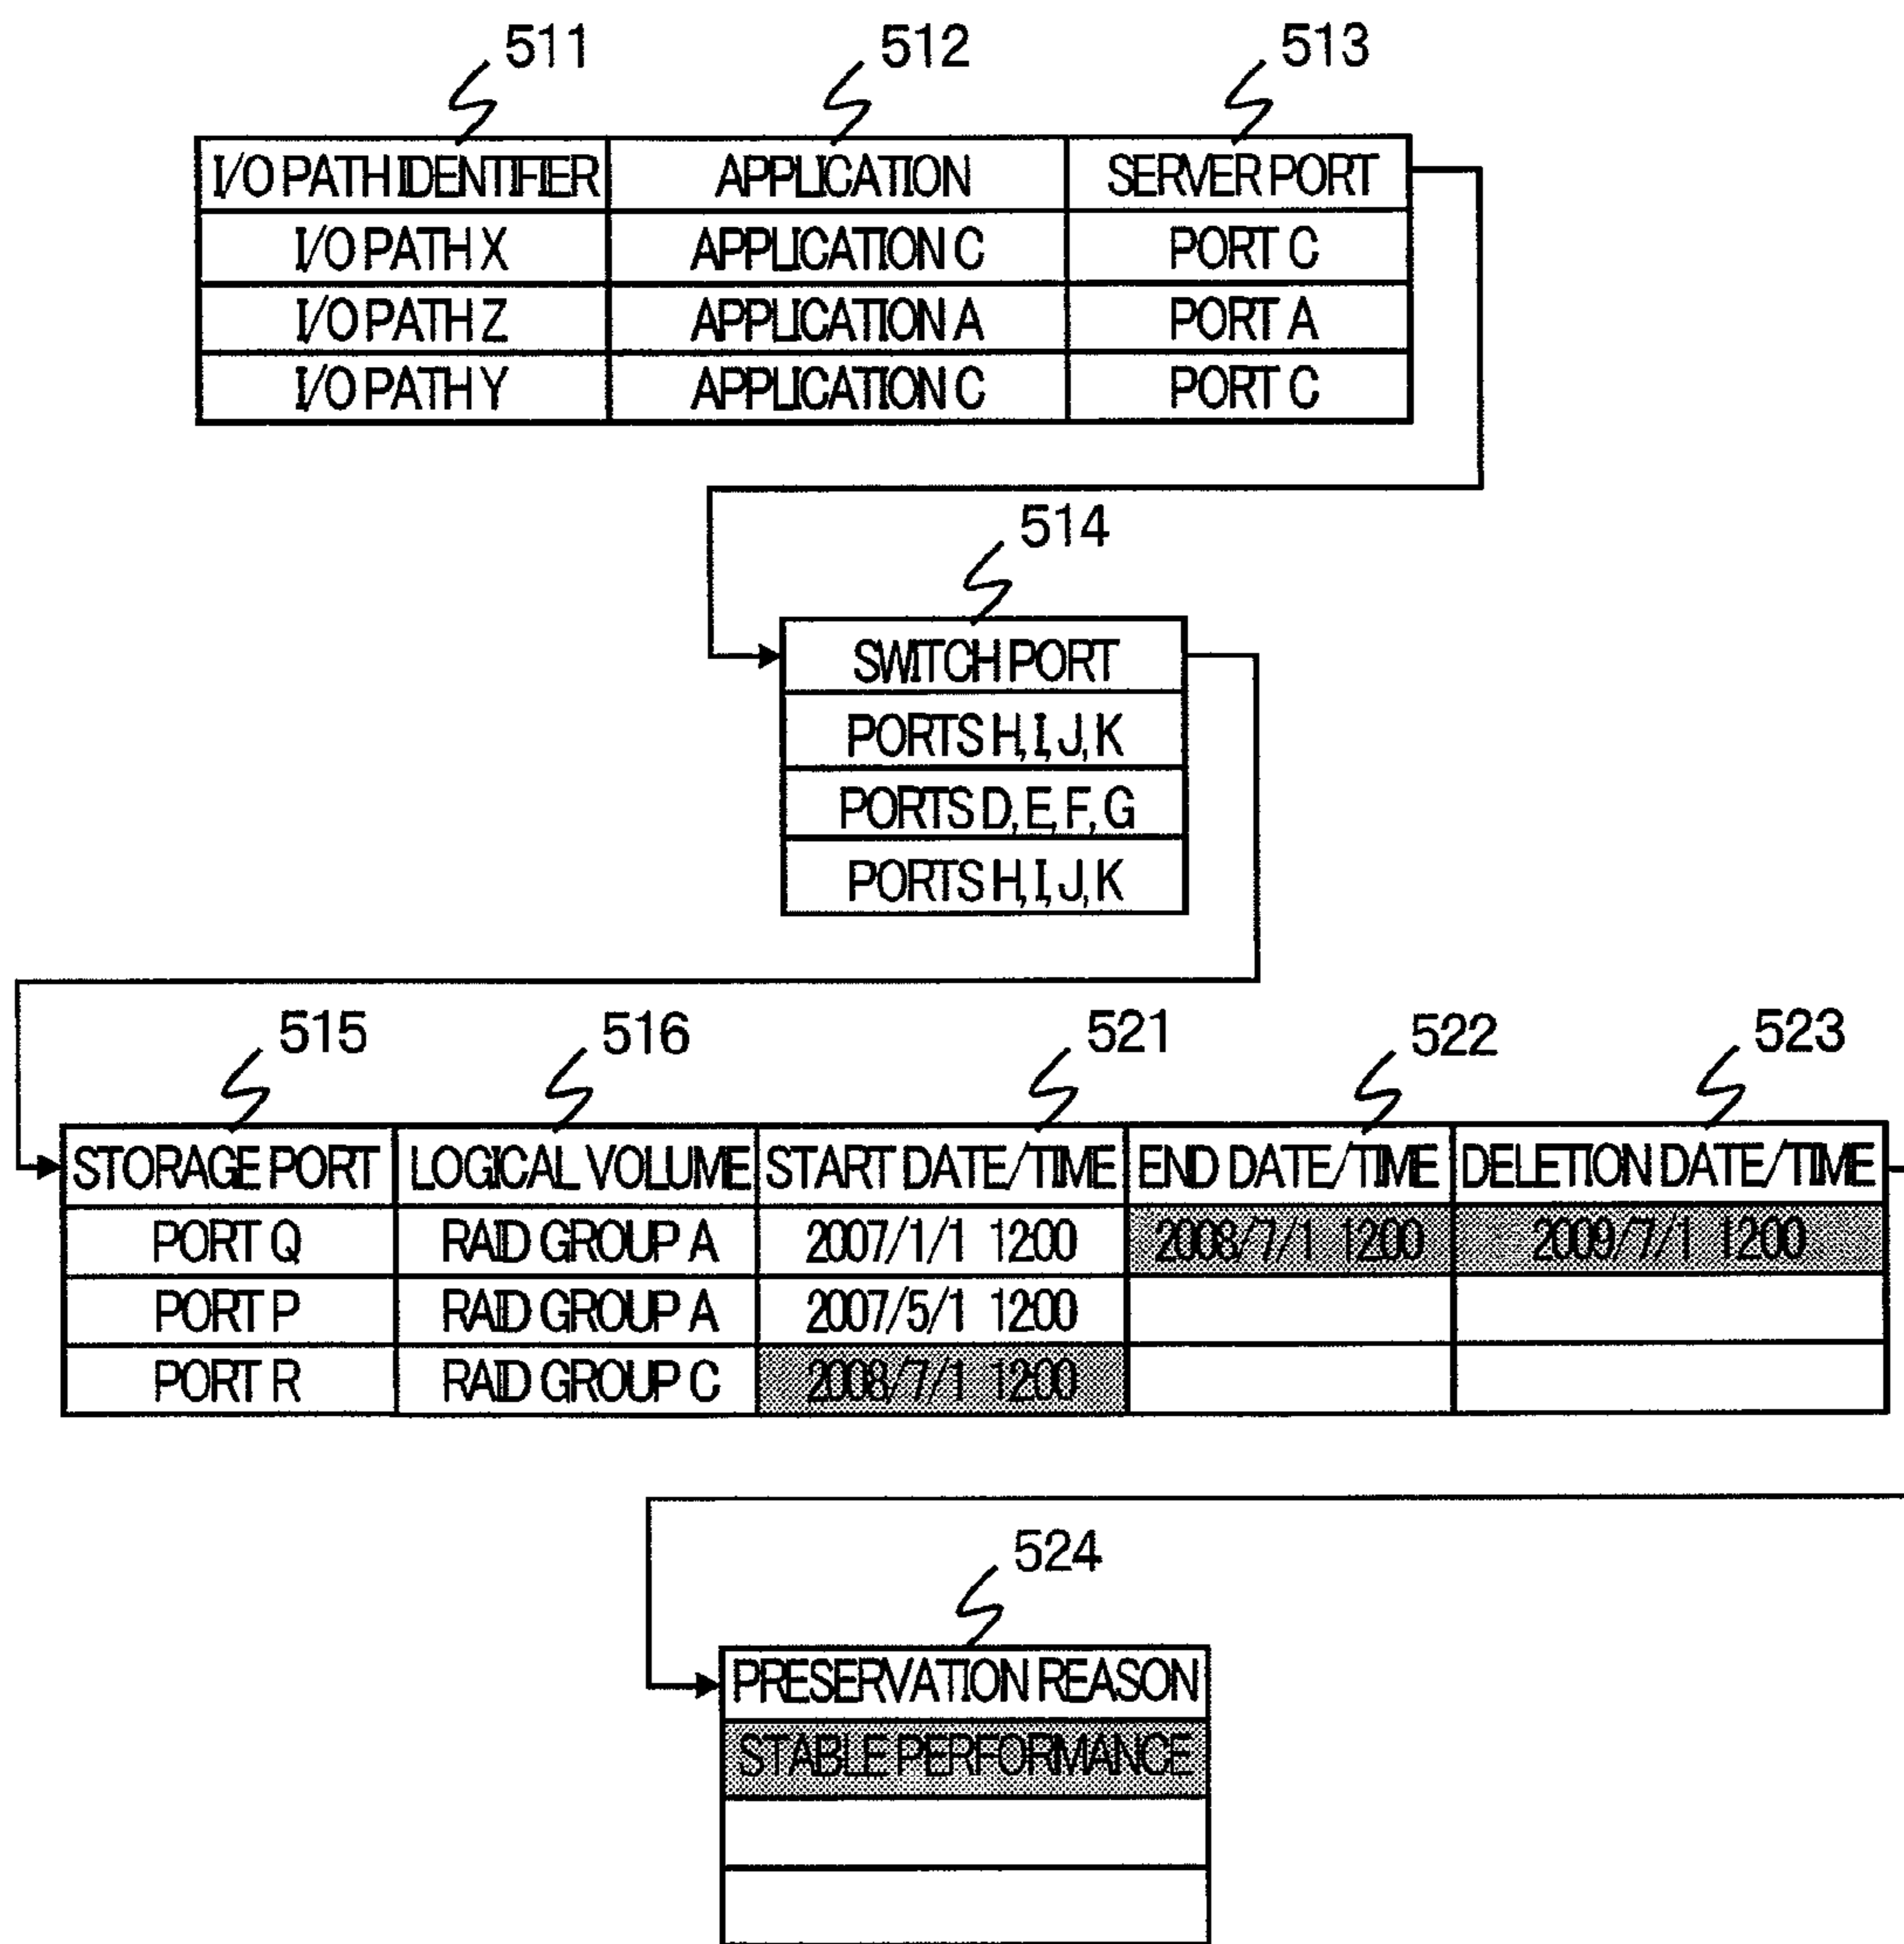 511 512 513
I/O PATH IDENTIFIER APPLICATION SERVER PORT
I/O PATH X APPLICATION C PORT C
I/O PATH Z APPLICATION A PORT A
I/O PATH Y APPLICATION C PORT C
514
SWITCH PORT
PORTS H, I, J, K
PORTS D, E, F, G
PORTS H, I, J, K
515 516 521 522 523
STORAGE PORT LOGICAL VOLUME START DATE/TIME END DATE/TIME DELETION DATE/TIME
PORT Q RAID GROUP A 2007/1/1 12:00 2008/7/1 12:00 2009/7/1 12:00
PORT P RAID GROUP A 2007/5/1 12:00
PORT R RAID GROUP C 2008/7/1 12:00
524
PRESERVATION REASON
STABLE PERFORMANCE